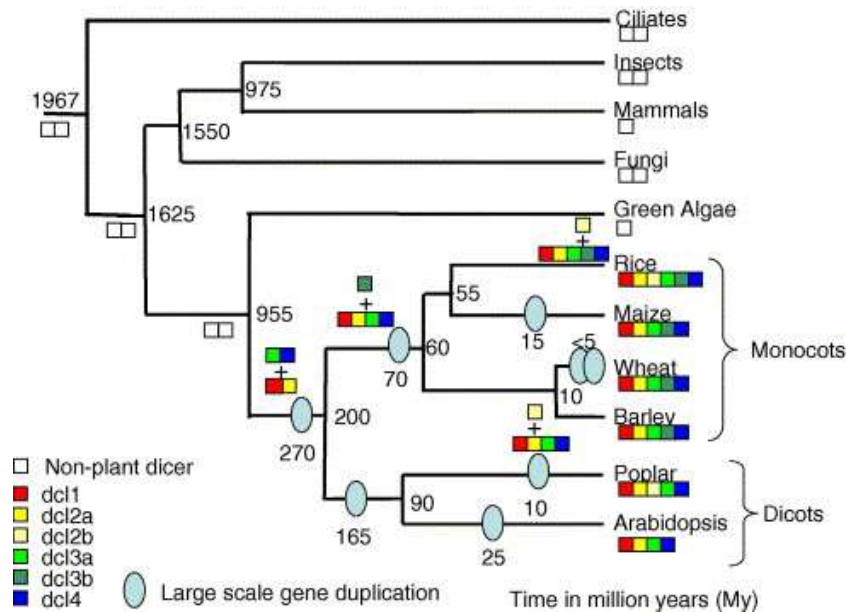 Ciliates
Insects
975
1967
Mammals
1550
Fungi
1625
Green Algae
+
Rice
+
55
Maize
955
60
15
<5
Monocots
Wheat
+
70
10
200
+
Barley
270
Poplar
90
10
Dicots
165
Arabidopsis
25
Non-plant dicer
dcl1
dcl2a
dcl2b
dcl3a
dcl3b
dcl4
Large scale gene duplication
Time in million years (My)